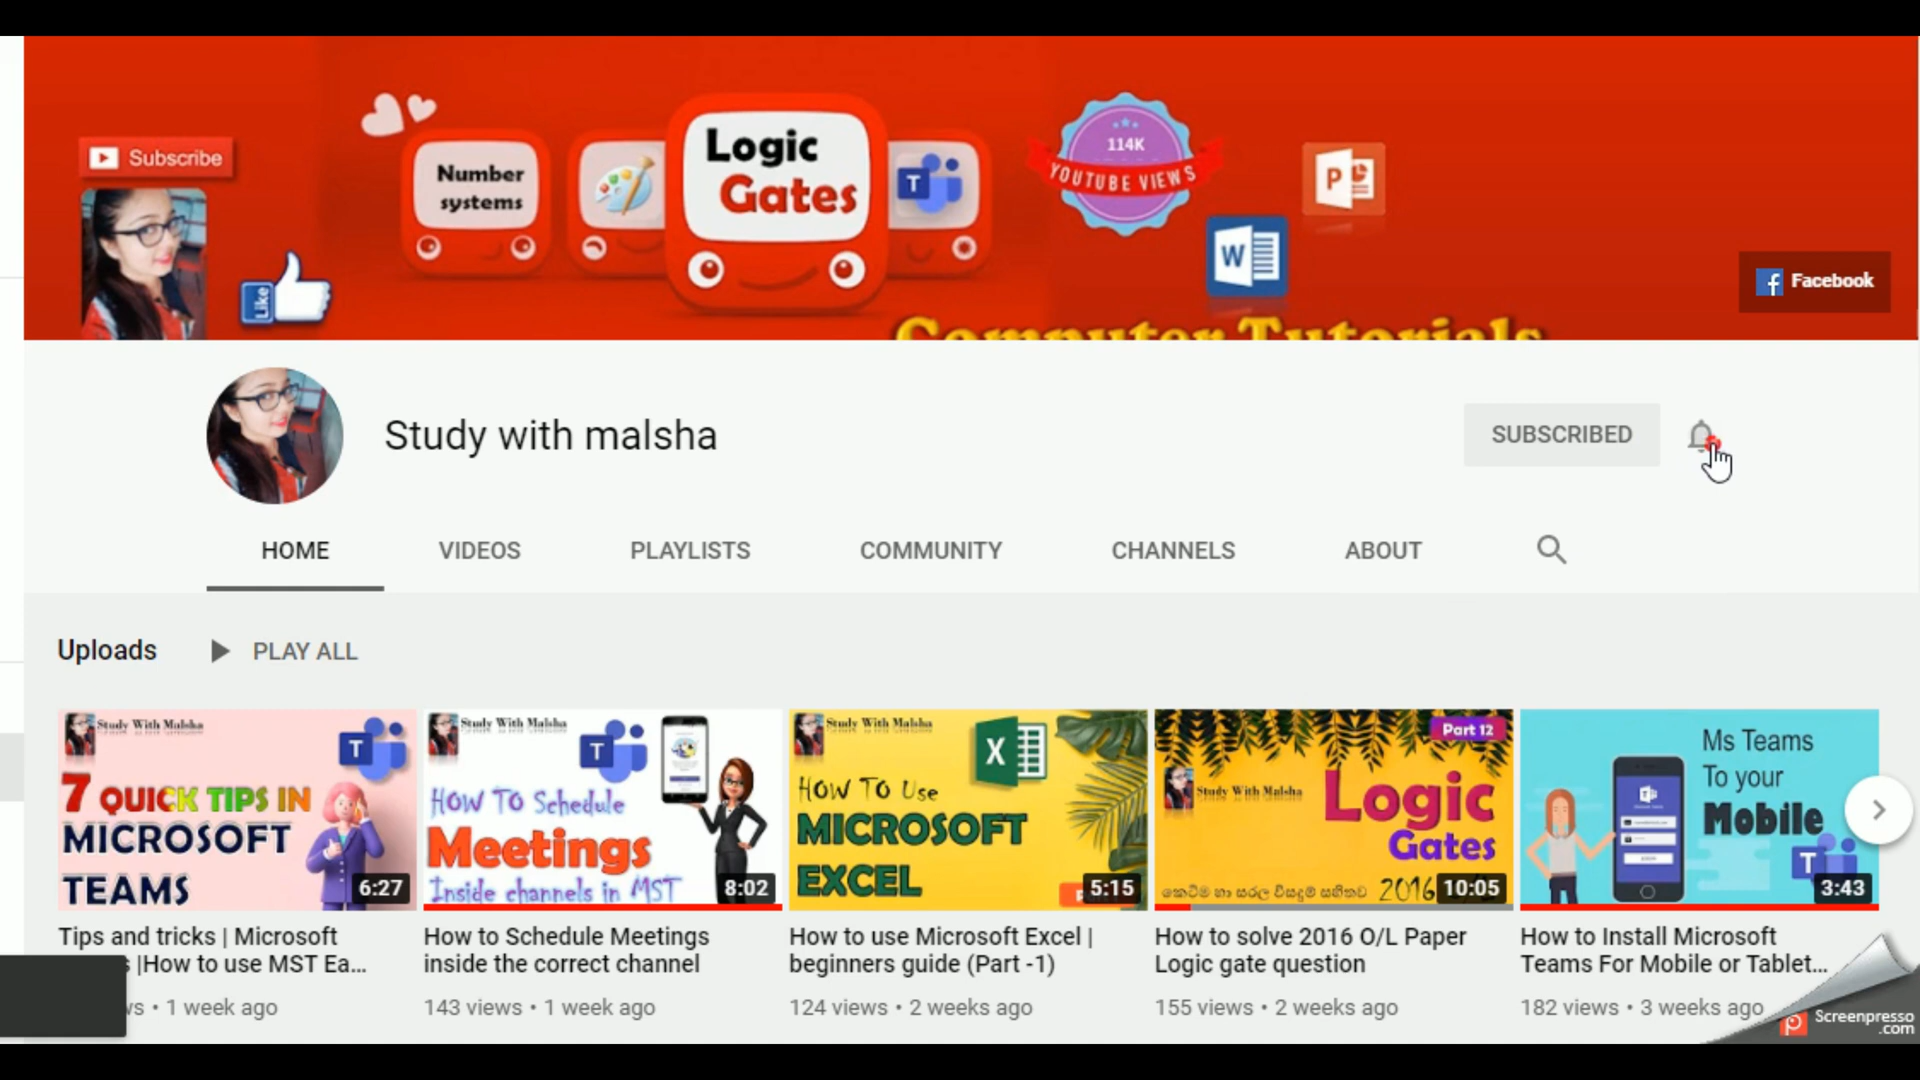 Subscribe
Like
Number
systems
Logic
Gates
T
114K
YOUTUBE VIEWS
W
P
Facebook
Computer Tutorials
Study with malsha
SUBSCRIBED
HOME
VIDEOS
PLAYLISTS
COMMUNITY
CHANNELS
ABOUT
Uploads
PLAY ALL
Study With Malsha
T
7 QUICK TIPS IN
MICROSOFT
TEAMS
6:27
Study With Malsha
T
HOW TO Schedule
Meetings
Inside channels in MST
8:02
Study With Malsha
X
HOW TO Use
MICROSOFT
EXCEL
5:15
Part 12
Study With Malsha
Logic
Gates
කෙටිම හා සරල විසදුම් සහිතව 2016
10:05
Ms Teams
To your
Mobile
T
3:43
Tips and tricks | Microsoft
s |How to use MST Ea...
ws • 1 week ago
How to Schedule Meetings
inside the correct channel
143 views • 1 week ago
How to use Microsoft Excel |
beginners guide (Part -1)
124 views • 2 weeks ago
How to solve 2016 O/L Paper
Logic gate question
155 views • 2 weeks ago
How to Install Microsoft
Teams For Mobile or Tablet...
182 views • 3 weeks ago
Screenpresso
.com